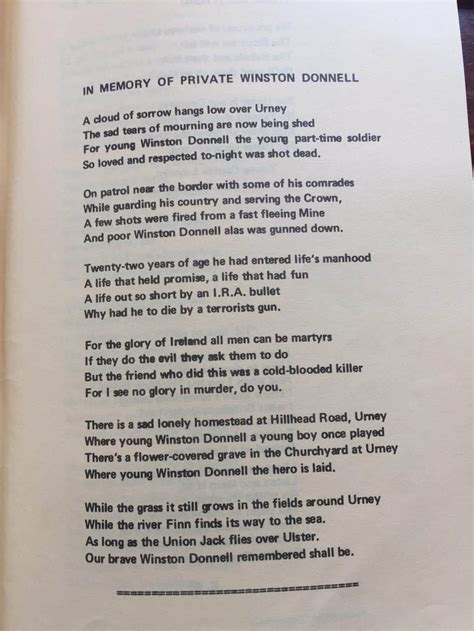 IN MEMORY OF PRIVATE WINSTON DONNELL
A cloud of sorrow hangs low over Urney
The sad tears of mourning are now being shed
For young Winston Donnell the young part-time soldier
So loved and respected to-night was shot dead.
On patrol near the border with some of his comrades
While guarding his country and serving the Crown,
A few shots were fired from a fast fleeing Mine
And poor Winston Donnell alas was gunned down.
Twenty-two years of age he had entered life's manhood
A life that held promise, a life that had fun
A life out so short by an I.R.A. bullet
Why had he to die by a terrorists gun.
For the glory of Ireland all men can be martyrs
If they do the evil they ask them to do
But the friend who did this was a cold-blooded killer
For I see no glory in murder, do you.
There is a sad lonely homestead at Hillhead Road, Urney
Where young Winston Donnell a young boy once played
There's a flower-covered grave in the Churchyard at Urney
Where young Winston Donnell the hero is laid.
While the grass it still grows in the fields around Urney
While the river Finn finds its way to the sea.
As long as the Union Jack flies over Ulster.
Our brave Winston Donnell remembered shall be.